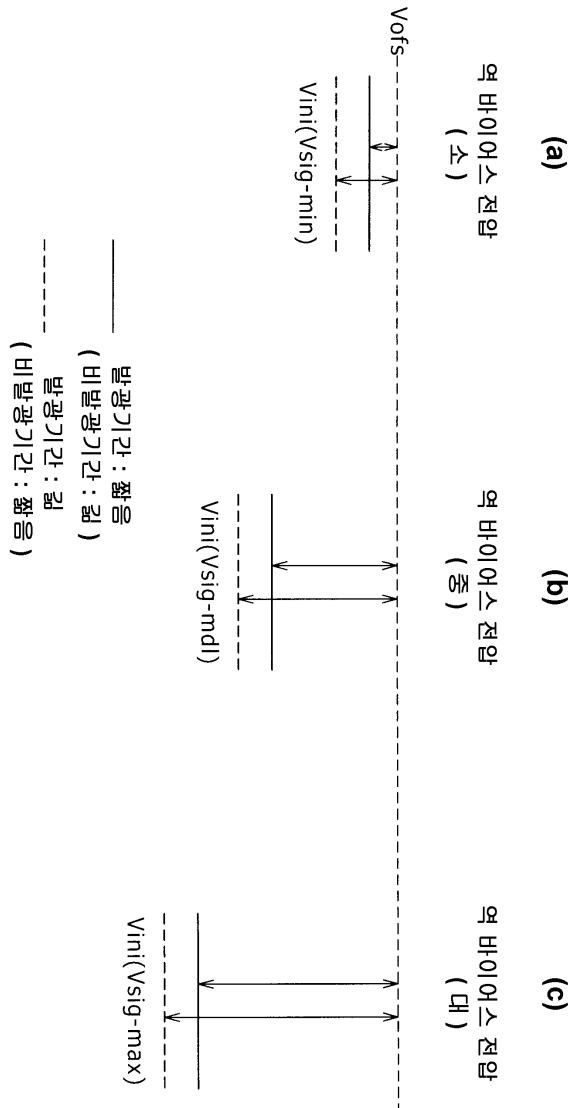 (a)
역 바이어스 전압
( 소 )
Vofs
Vini(Vsig-min)
(b)
역 바이어스 전압
( 중 )
Vini(Vsig-mdl)
(c)
역 바이어스 전압
( 대 )
Vini(Vsig-max)
발광기간 : 짧음
( 비발광기간 : 긺 )
발광기간 : 긺
( 비발광기간 : 짧음 )